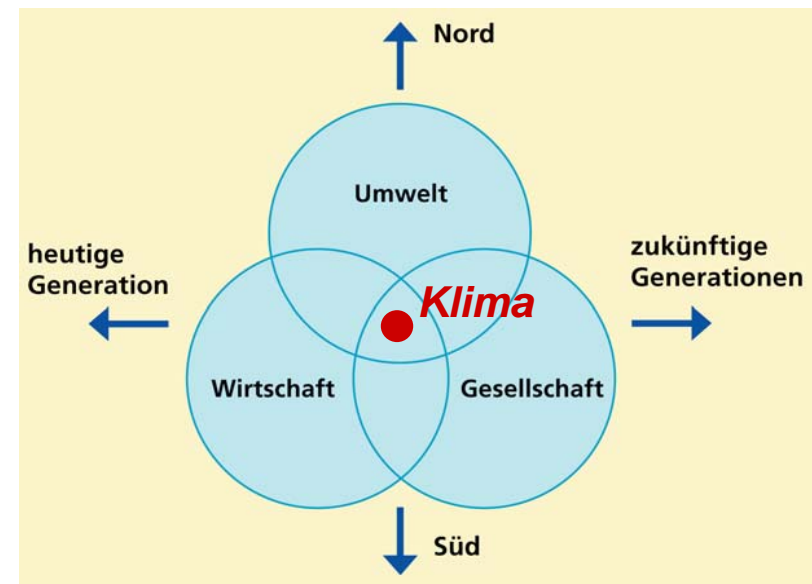 Nord
Umwelt
heutige
Generation
zukünftige
Generationen
Klima
Wirtschaft
Gesellschaft
Süd